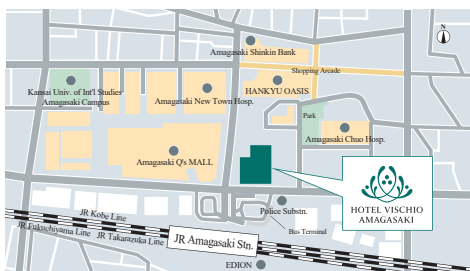 N
Amagasaki Shinkin Bank
Shopping Arcade
Kansai Univ. of Int'l Studies
Amagasaki Campus
HANKYU OASIS
Amagasaki New Town Hosp.
Park
Amagasaki Chuo Hosp.
Amagasaki Q's MALL
HOTEL VISCHIO
AMAGASAKI
Police Substn.
JR Kobe Line
Bus Terminal
JR Fukuchiyama Line
JR Takarazuka Line
JR Amagasaki Stn.
EDION